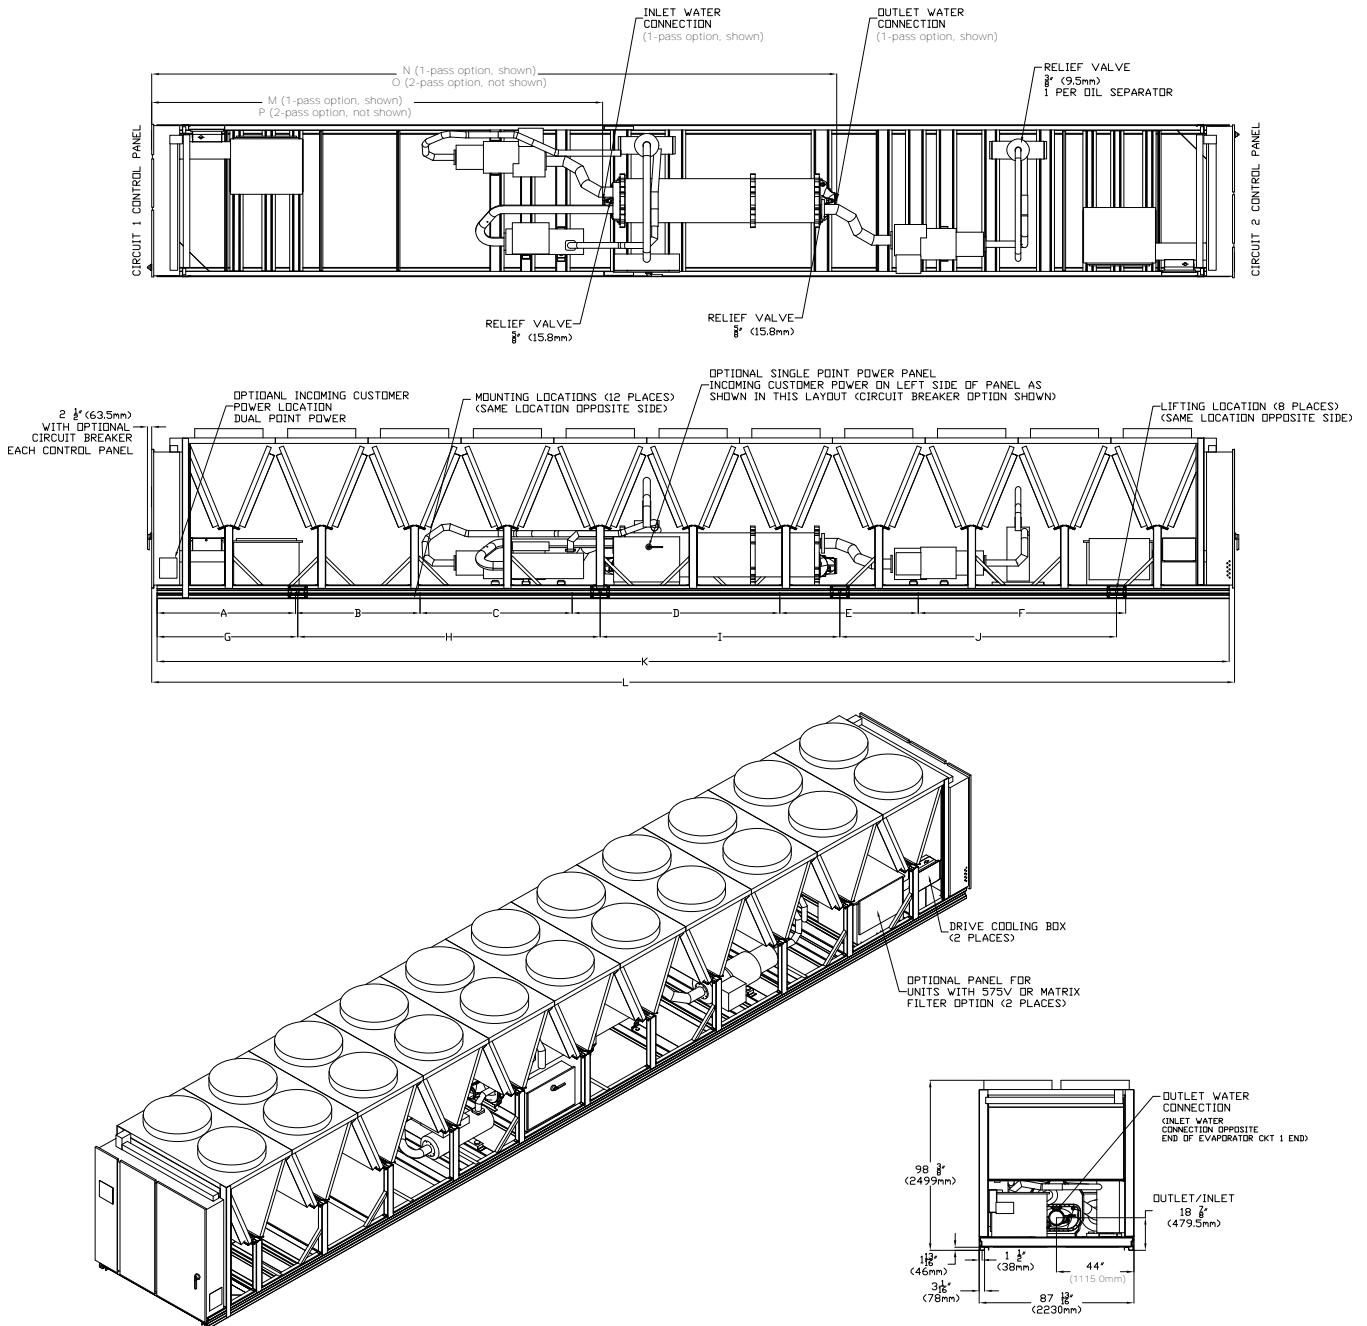 INLET WATER
CONNECTION
(1-pass option, shown)
OUTLET WATER
CONNECTION
(1-pass option, shown)
N (1-pass option, shown)
O (2-pass option, not shown)
RELIEF VALVE
3/8" (9.5mm)
1 PER OIL SEPARATOR
M (1-pass option, shown)
P (2-pass option, not shown)
CIRCUIT 1 CONTROL PANEL
CIRCUIT 2 CONTROL PANEL
RELIEF VALVE
5/8" (15.8mm)
RELIEF VALVE
5/8" (15.8mm)
2 1/2" (63.5mm)
WITH OPTIONAL
CIRCUIT BREAKER
EACH CONTROL PANEL
OPTIOANL INCOMING CUSTOMER
POWER LOCATION
DUAL POINT POWER
MOUNTING LOCATIONS (12 PLACES)
(SAME LOCATION OPPOSITE SIDE)
OPTIONAL SINGLE POINT POWER PANEL
INCOMING CUSTOMER POWER ON LEFT SIDE OF PANEL AS
SHOWN IN THIS LAYOUT (CIRCUIT BREAKER OPTION SHOWN)
LIFTING LOCATION (8 PLACES)
(SAME LOCATION OPPOSITE SIDE)
A B C D E F
G H I J
K
L
DRIVE COOLING BOX
(2 PLACES)
OPTIONAL PANEL FOR
UNITS WITH 575V OR MATRIX
FILTER OPTION (2 PLACES)
OUTLET WATER
CONNECTION
(INLET WATER
CONNECTION OPPOSITE
END OF EVAPORATOR CKT 1 END)
98 3/8"
(2499mm)
OUTLET/INLET
18 7/8"
(479.5mm)
1 13/16"
(46mm)
1 1/2"
(38mm)
44"
(1115.0mm)
3 1/16"
(78mm)
87 13/16"
(2230mm)